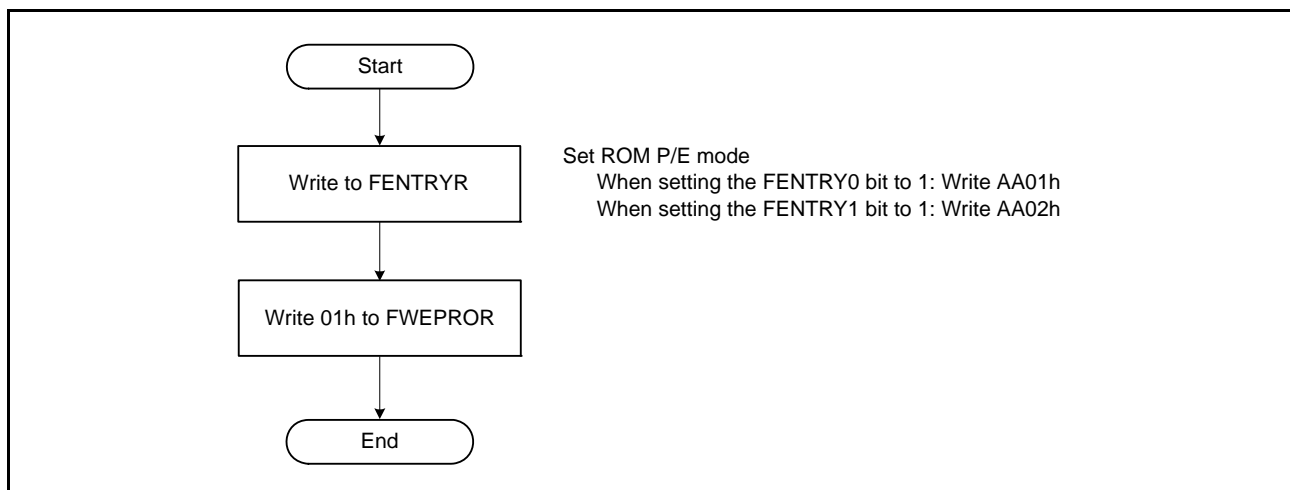 Start
Write to FENTRYR
Set ROM P/E mode
When setting the FENTRY0 bit to 1: Write AA01h
When setting the FENTRY1 bit to 1: Write AA02h
Write 01h to FWEPROR
End